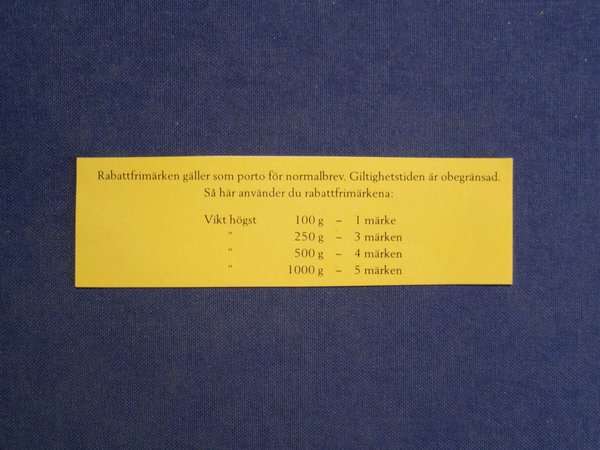 Rabattfrimärken gäller som porto för normalbrev. Giltighetstiden är obegränsad.
Så här använder du rabattfrimärkena:
Vikt högst 100 g – 1 märke
" 250 g – 3 märken
" 500 g – 4 märken
" 1000 g – 5 märken